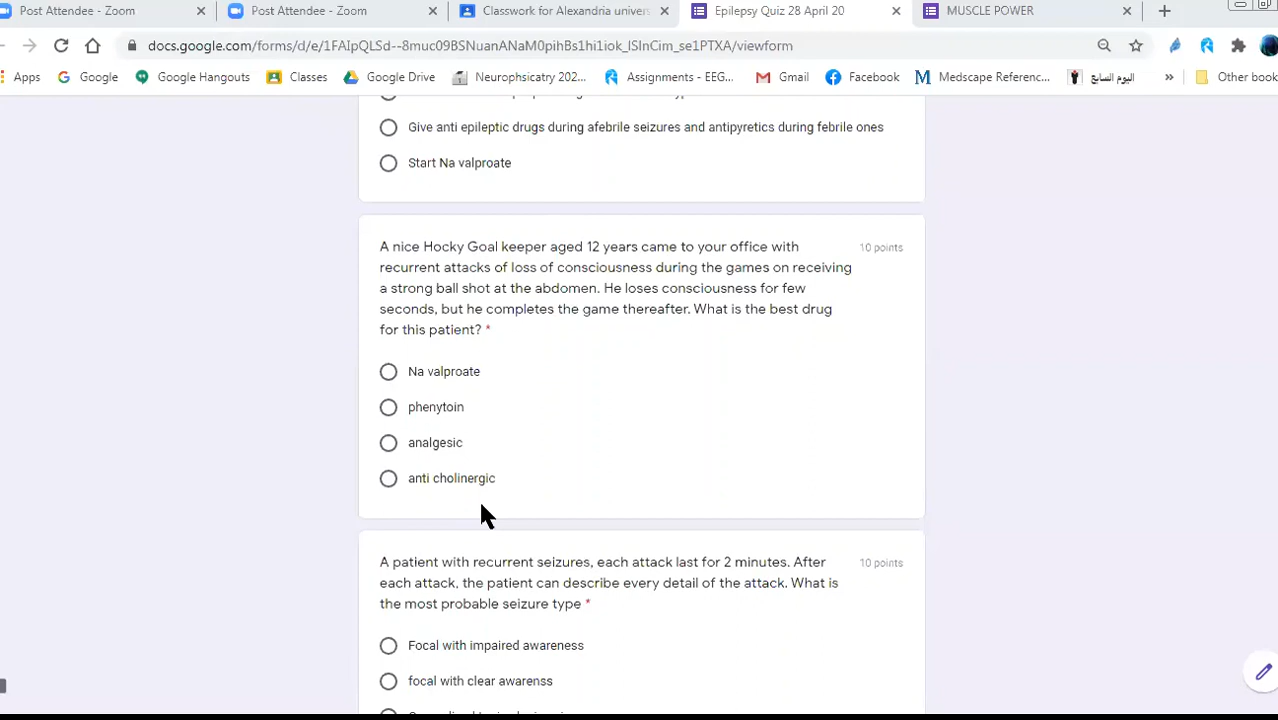 Post Attendee - Zoom
Post Attendee - Zoom
Classwork for Alexandria univers
Epilepsy Quiz 28 April 20
MUSCLE POWER
docs.google.com/forms/d/e/1FAIpQLSd--8muc09BSNuanANaM0pihBs1hi1iok_lSlnCim_se1PTXA/viewform
Apps
Google
Google Hangouts
Classes
Google Drive
Neurophsicatry 202...
Assignments - EEG...
Gmail
Facebook
Medscape Referenc...
اليوم السابع
»
Other book
Give anti epileptic drugs during afebrile seizures and antipyretics during febrile ones
Start Na valproate
A nice Hocky Goal keeper aged 12 years came to your office with
10 points
recurrent attacks of loss of consciousness during the games on receiving
a strong ball shot at the abdomen. He loses consciousness for few
seconds, but he completes the game thereafter. What is the best drug
for this patient? *
Na valproate
phenytoin
analgesic
anti cholinergic
A patient with recurrent seizures, each attack last for 2 minutes. After
10 points
each attack, the patient can describe every detail of the attack. What is
the most probable seizure type *
Focal with impaired awareness
focal with clear awarenss